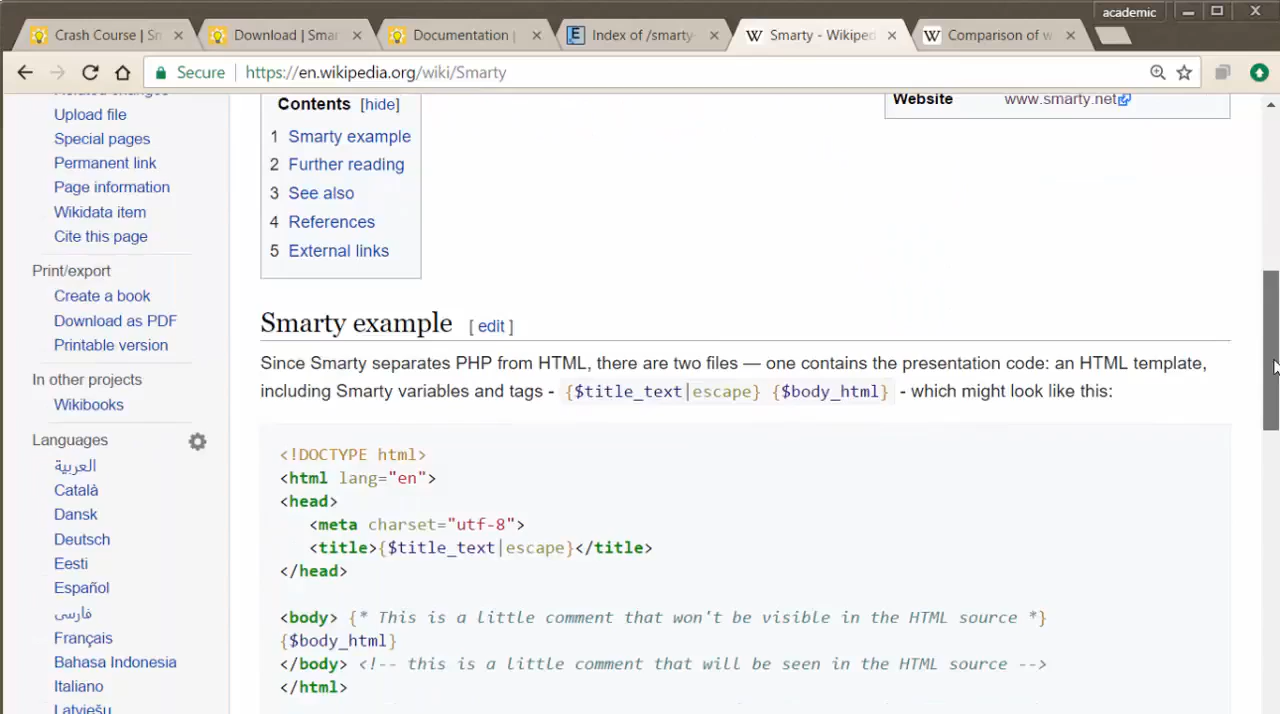 academic
Crash Course | Sm
Download | Smar
Documentation |
Index of /smarty-
Smarty - Wikiped
Comparison of w
Secure
https://en.wikipedia.org/wiki/Smarty
Related changes
Upload file
Special pages
Permanent link
Page information
Wikidata item
Cite this page
Print/export
Create a book
Download as PDF
Printable version
In other projects
Wikibooks
Languages
العربية
Català
Dansk
Deutsch
Eesti
Español
فارسی
Français
Bahasa Indonesia
Italiano
Latviešu
Contents [hide]
1 Smarty example
2 Further reading
3 See also
4 References
5 External links
Website www.smarty.net
Smarty example [ edit ]
Since Smarty separates PHP from HTML, there are two files — one contains the presentation code: an HTML template,
including Smarty variables and tags - {$title_text|escape} {$body_html} - which might look like this:
<!DOCTYPE html>
<html lang="en">
<head>
<meta charset="utf-8">
<title>{$title_text|escape}</title>
</head>
<body> {* This is a little comment that won't be visible in the HTML source *}
{$body_html}
</body> <!-- this is a little comment that will be seen in the HTML source -->
</html>